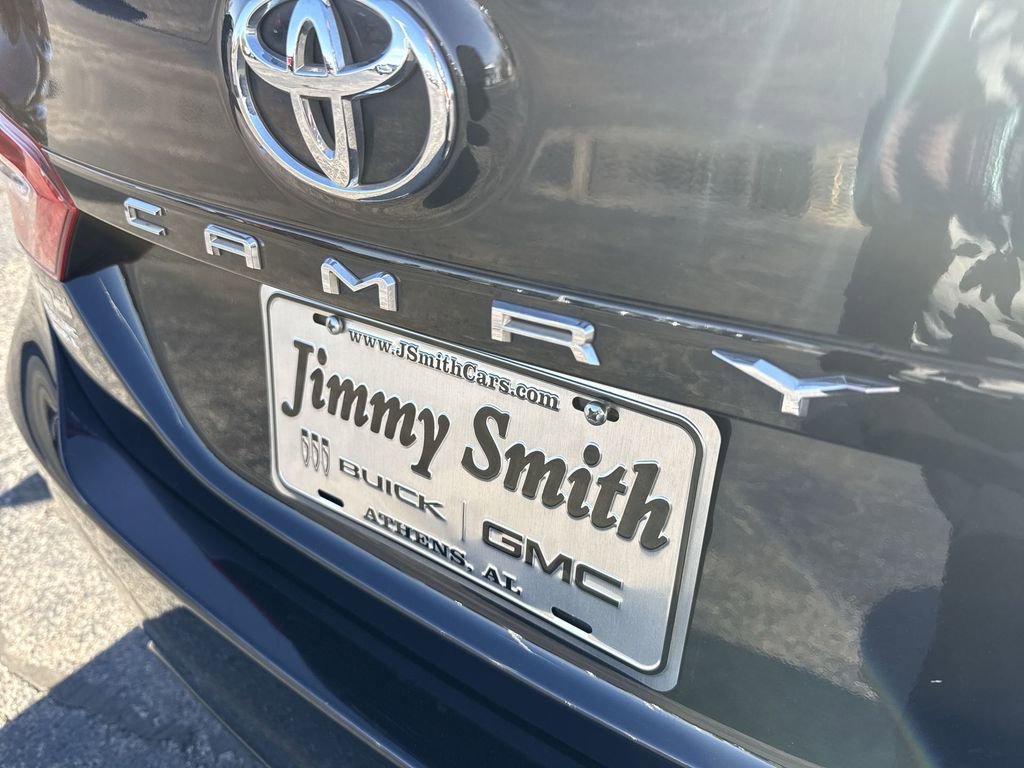 CAMRY
www.JSmithCars.com
Jimmy Smith
BUICK | GMC
ATHENS, AL